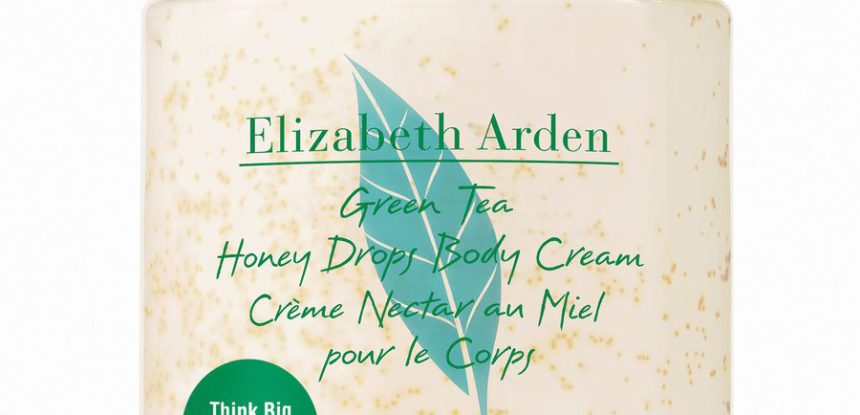 Elizabeth Arden
Green Tea
Honey Drops Body Cream
Crème Nectar au Miel
pour le Corps
Think Big